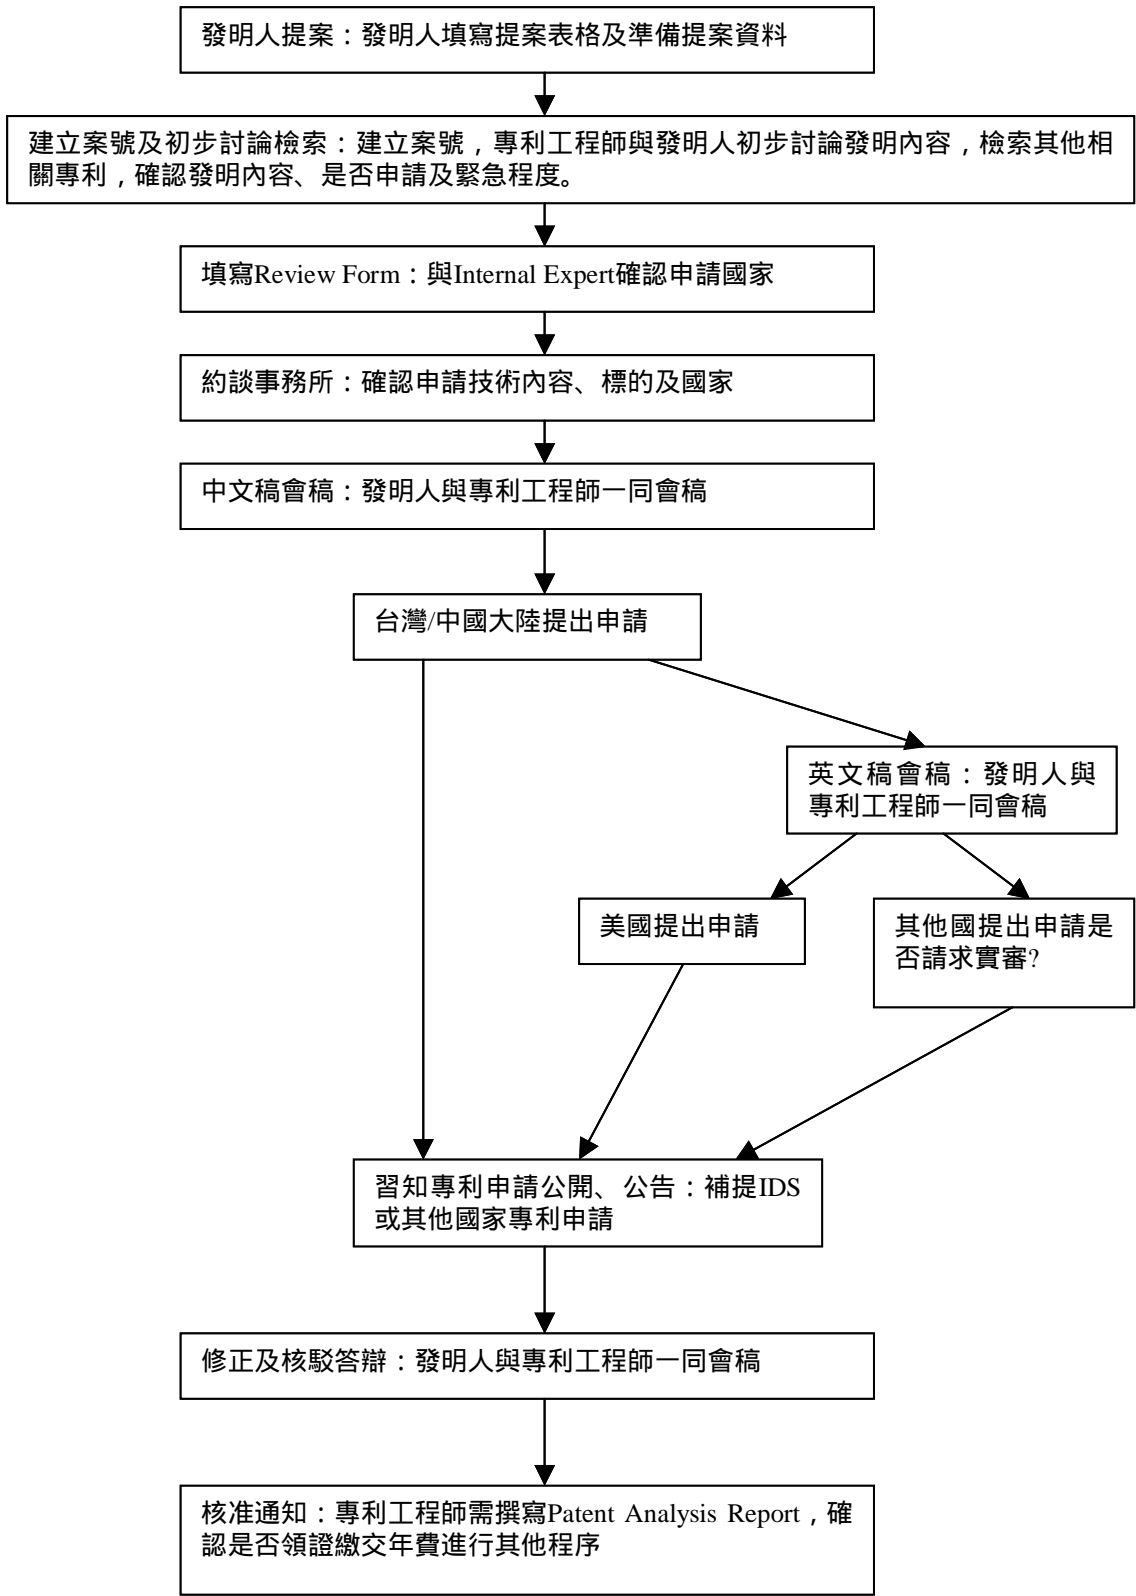 發明人提案：發明人填寫提案表格及準備提案資料
建立案號及初步討論檢索：建立案號，專利工程師與發明人初步討論發明內容，檢索其他相
關專利，確認發明內容、是否申請及緊急程度。
填寫Review Form：與Internal Expert確認申請國家
約談事務所：確認申請技術內容、標的及國家
中文稿會稿：發明人與專利工程師一同會稿
台灣/中國大陸提出申請
英文稿會稿：發明人與
專利工程師一同會稿
美國提出申請
其他國提出申請是
否請求實審?
習知專利申請公開、公告：補提IDS
或其他國家專利申請
修正及核駁答辯：發明人與專利工程師一同會稿
核准通知：專利工程師需撰寫Patent Analysis Report，確
認是否領證繳交年費進行其他程序